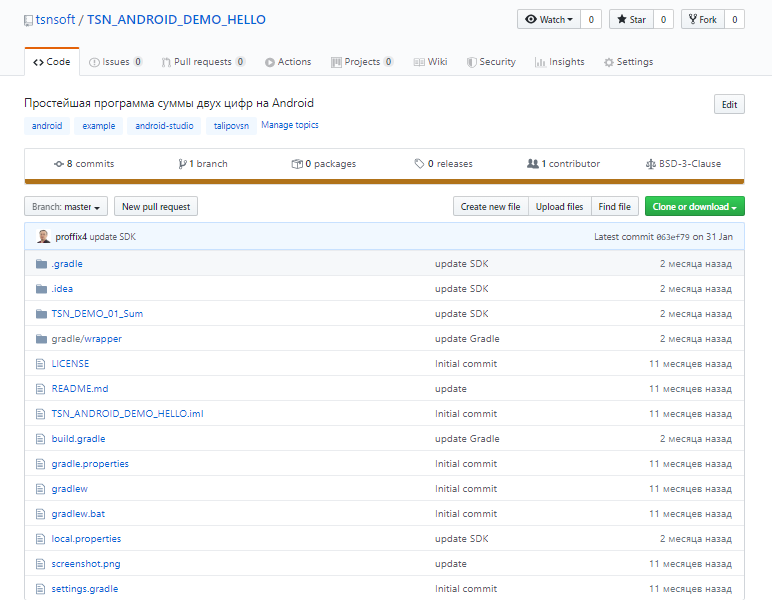 tsnsoft / TSN_ANDROID_DEMO_HELLO
Watch 0 Star 0 Fork 0
Code Issues 0 Pull requests 0 Actions Projects 0 Wiki Security Insights Settings
Простейшая программа суммы двух цифр на Android Edit
android example android-studio talipovsn Manage topics
8 commits 1 branch 0 packages 0 releases 1 contributor BSD-3-Clause
Branch: master New pull request Create new file Upload files Find file Clone or download
proffix4 update SDK Latest commit 063ef79 on 31 Jan
.gradle update SDK 2 месяца назад
.idea update SDK 2 месяца назад
TSN_DEMO_01_Sum update SDK 2 месяца назад
gradle/wrapper update Gradle 2 месяца назад
LICENSE Initial commit 11 месяцев назад
README.md update 11 месяцев назад
TSN_ANDROID_DEMO_HELLO.iml Initial commit 11 месяцев назад
build.gradle update Gradle 2 месяца назад
gradle.properties Initial commit 11 месяцев назад
gradlew Initial commit 11 месяцев назад
gradlew.bat Initial commit 11 месяцев назад
local.properties update SDK 2 месяца назад
screenshot.png update 11 месяцев назад
settings.gradle Initial commit 11 месяцев назад